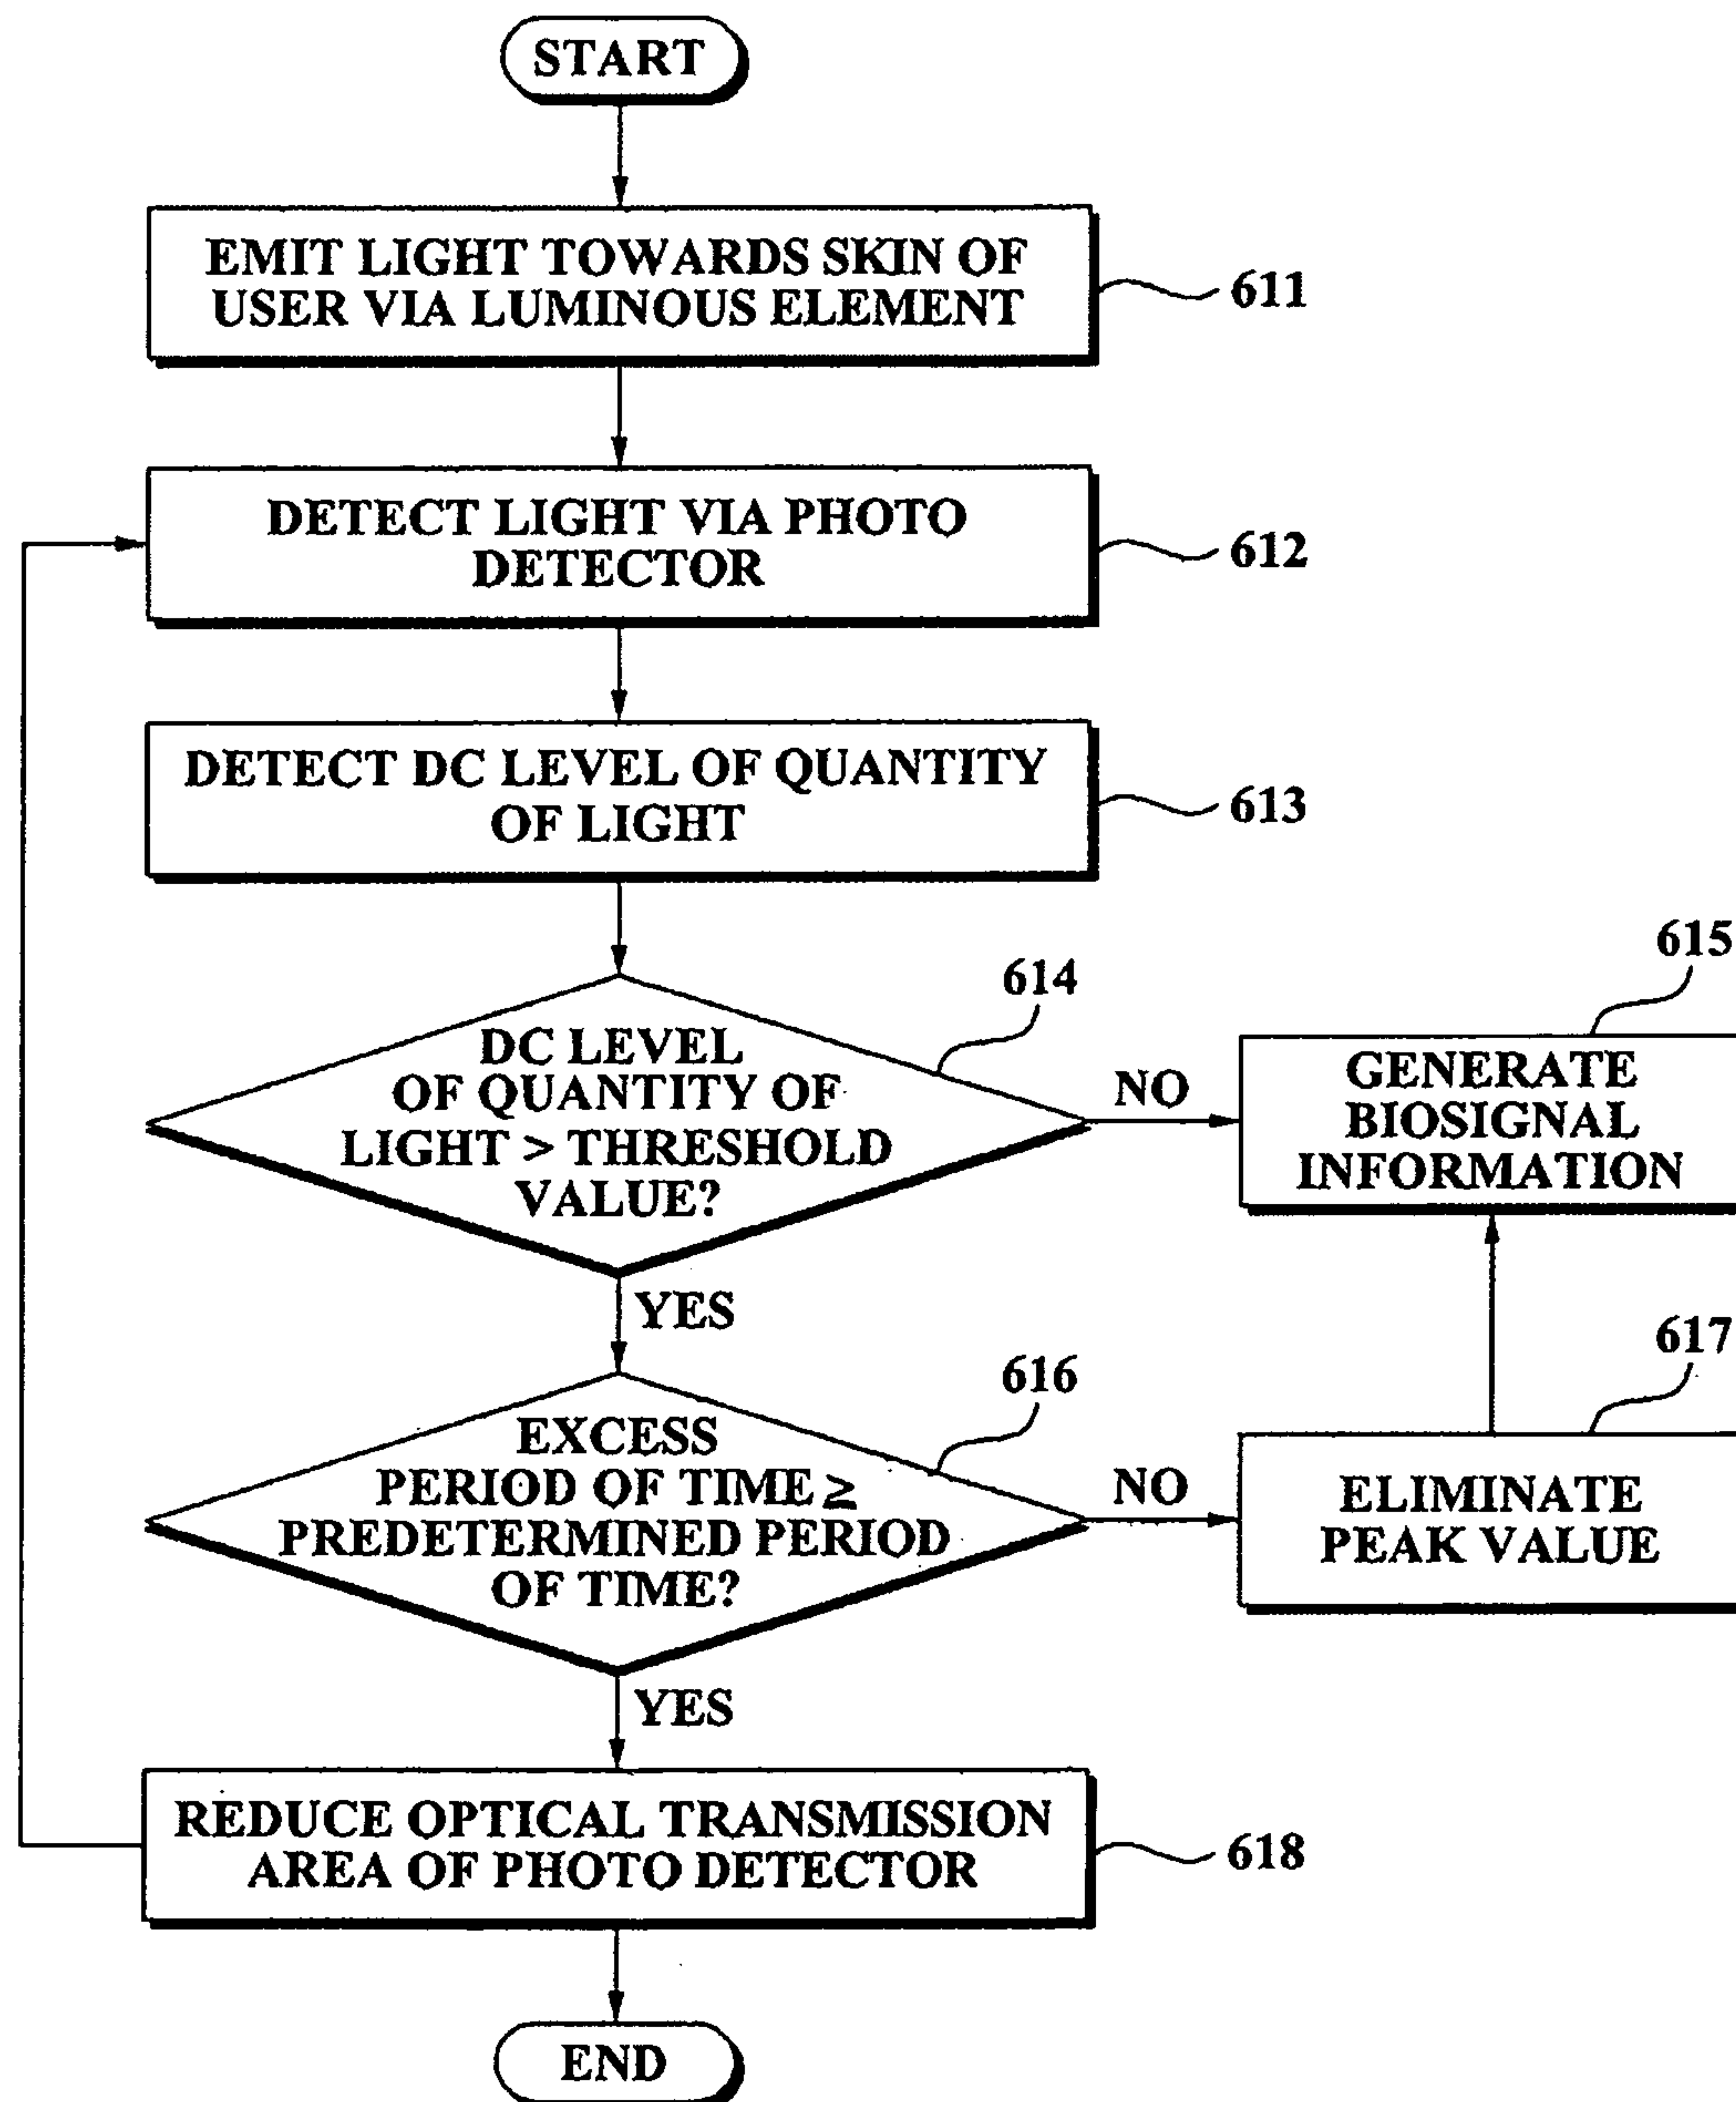 START
EMIT LIGHT TOWARDS SKIN OF
USER VIA LUMINOUS ELEMENT
611
DETECT LIGHT VIA PHOTO
DETECTOR
612
DETECT DC LEVEL OF QUANTITY
OF LIGHT
613
614
DC LEVEL
OF QUANTITY OF
LIGHT > THRESHOLD
VALUE?
NO
615
GENERATE
BIOSIGNAL
INFORMATION
YES
616
EXCESS
PERIOD OF TIME ≥
PREDETERMINED PERIOD
OF TIME?
NO
617
ELIMINATE
PEAK VALUE
YES
REDUCE OPTICAL TRANSMISSION
AREA OF PHOTO DETECTOR
618
END